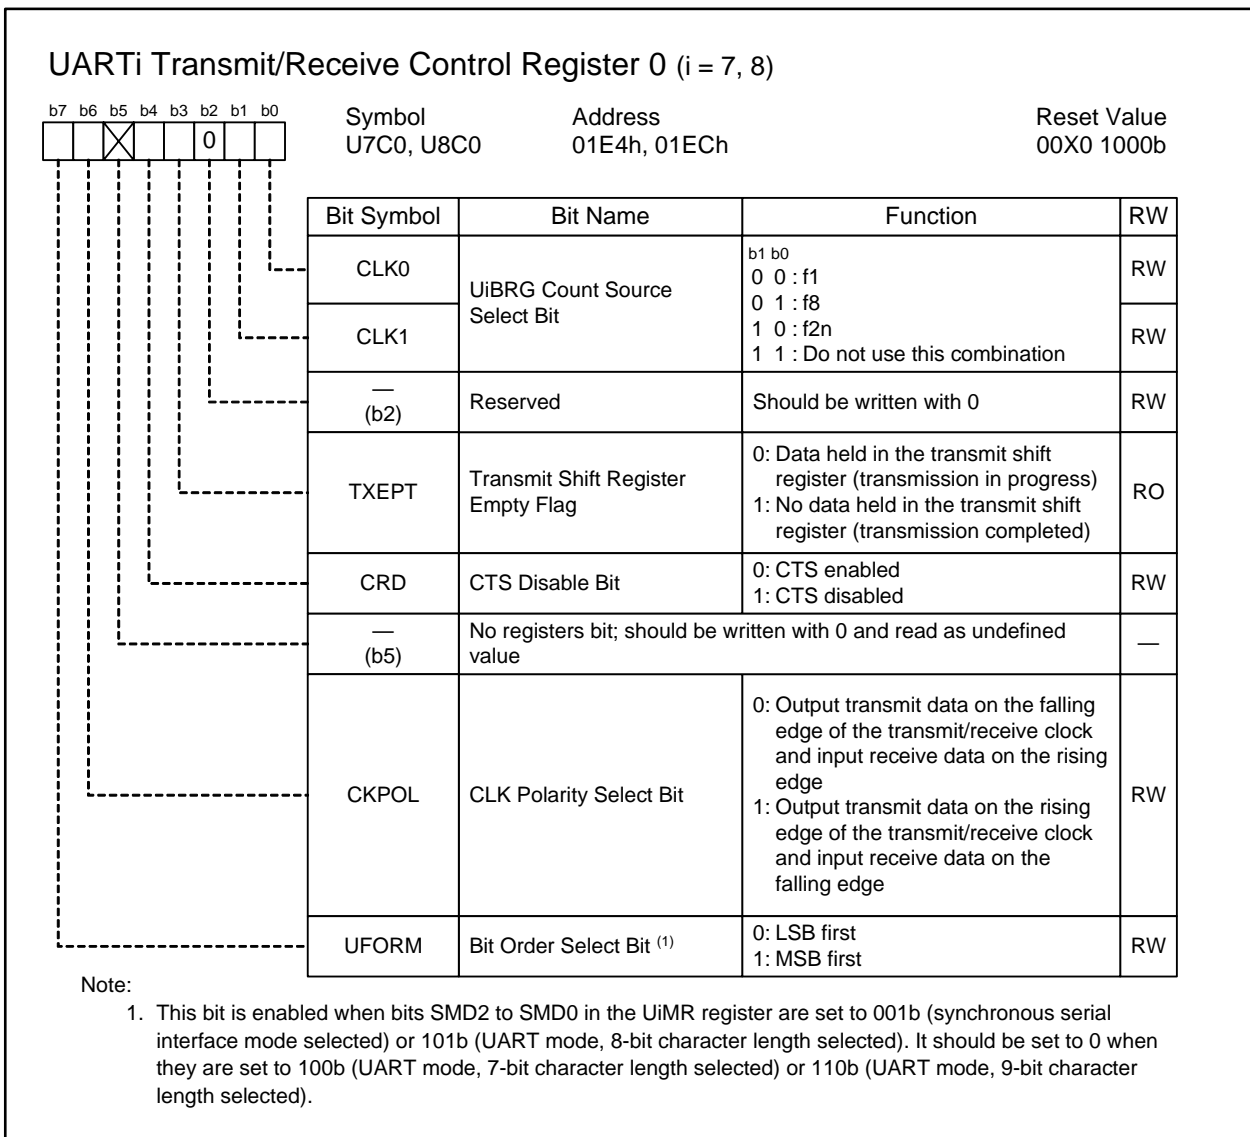 UARTi Transmit/Receive Control Register 0 (i = 7, 8)
b7 b6 b5 b4 b3 b2 b1 b0
0
Symbol Address Reset Value
U7C0, U8C0 01E4h, 01ECh 00X0 1000b
Bit Symbol Bit Name Function RW
CLK0
CLK1
UiBRG Count Source
Select Bit
b1 b0
0 0 : f1
0 1 : f8
1 0 : f2n
1 1 : Do not use this combination
RW
RW
—
(b2)
Reserved
Should be written with 0
RW
TXEPT
Transmit Shift Register
Empty Flag
0: Data held in the transmit shift
register (transmission in progress)
1: No data held in the transmit shift
register (transmission completed)
RO
CRD
CTS Disable Bit
0: CTS enabled
1: CTS disabled
RW
—
(b5)
No registers bit; should be written with 0 and read as undefined
value
—
CKPOL
CLK Polarity Select Bit
0: Output transmit data on the falling
edge of the transmit/receive clock
and input receive data on the rising
edge
1: Output transmit data on the rising
edge of the transmit/receive clock
and input receive data on the
falling edge
RW
UFORM
Bit Order Select Bit (1)
0: LSB first
1: MSB first
RW
Note:
1. This bit is enabled when bits SMD2 to SMD0 in the UiMR register are set to 001b (synchronous serial
interface mode selected) or 101b (UART mode, 8-bit character length selected). It should be set to 0 when
they are set to 100b (UART mode, 7-bit character length selected) or 110b (UART mode, 9-bit character
length selected).